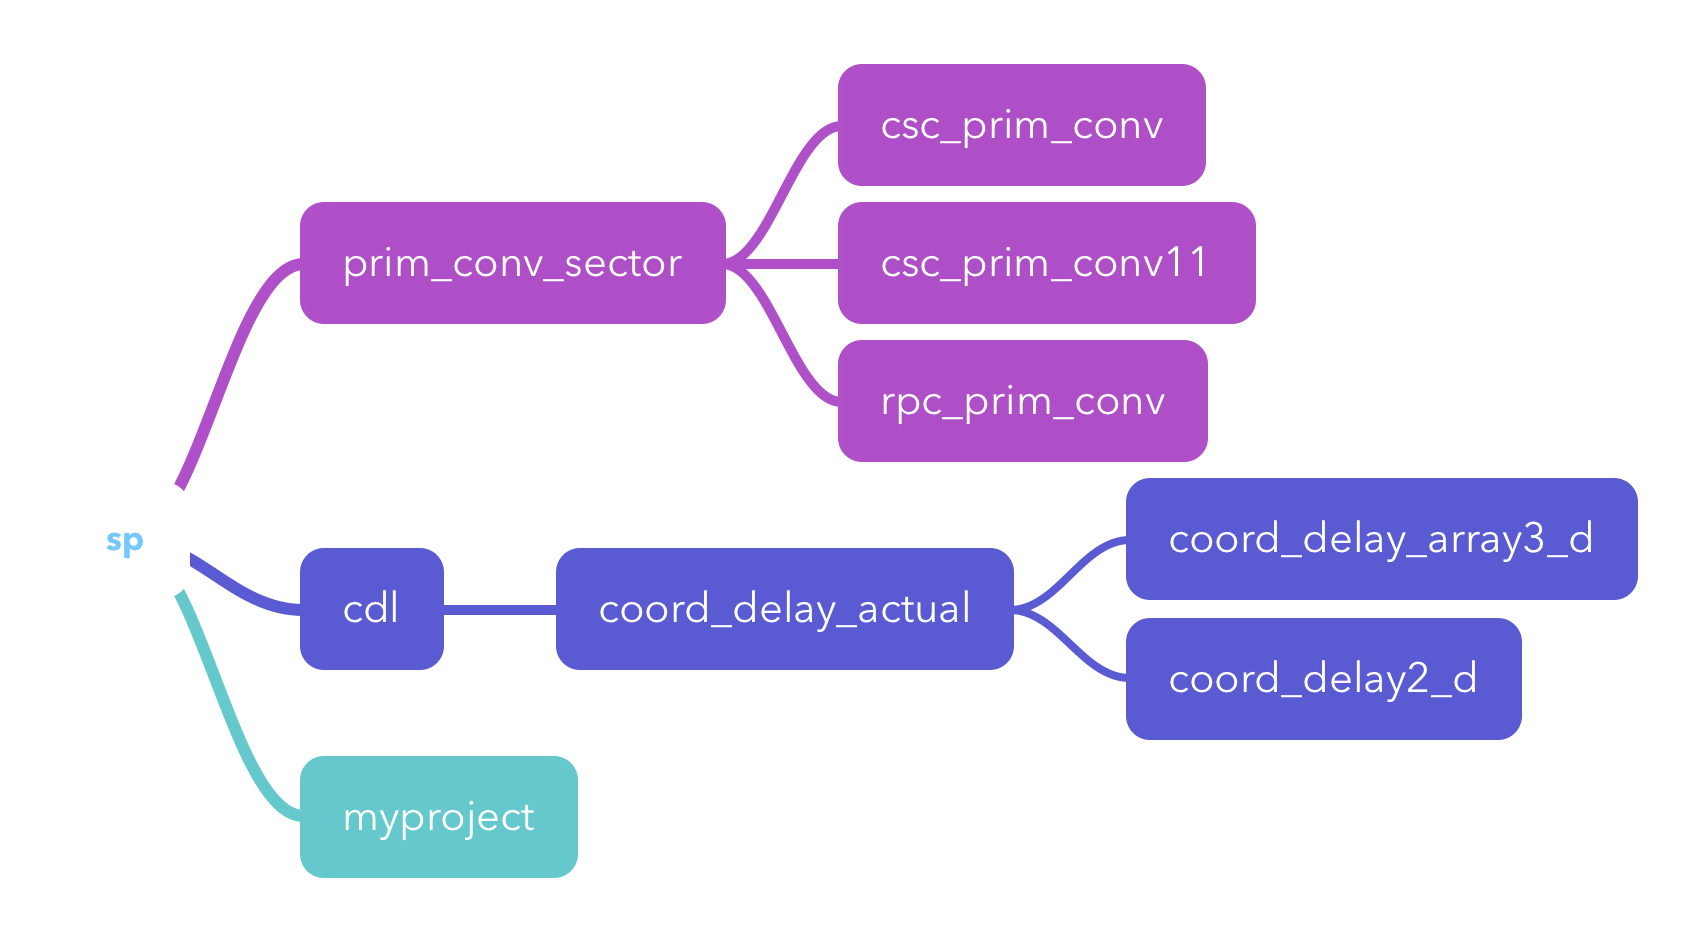 sp
prim_conv_sector
csc_prim_conv
csc_prim_conv11
rpc_prim_conv
cdl
coord_delay_actual
coord_delay_array3_d
coord_delay2_d
myproject